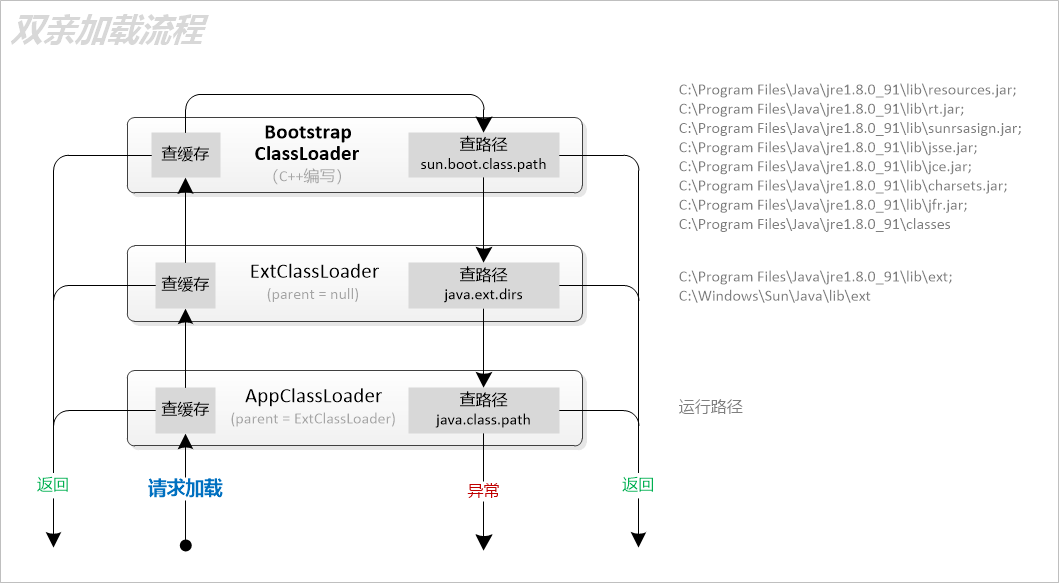 双亲加载流程
Bootstrap
ClassLoader
（C++编写）
查缓存
查路径
sun.boot.class.path
C:\Program Files\Java\jre1.8.0_91\lib\resources.jar;
C:\Program Files\Java\jre1.8.0_91\lib\rt.jar;
C:\Program Files\Java\jre1.8.0_91\lib\sunrsasign.jar;
C:\Program Files\Java\jre1.8.0_91\lib\jsse.jar;
C:\Program Files\Java\jre1.8.0_91\lib\jce.jar;
C:\Program Files\Java\jre1.8.0_91\lib\charsets.jar;
C:\Program Files\Java\jre1.8.0_91\lib\jfr.jar;
C:\Program Files\Java\jre1.8.0_91\classes
ExtClassLoader
(parent = null)
查缓存
查路径
java.ext.dirs
C:\Program Files\Java\jre1.8.0_91\lib\ext;
C:\Windows\Sun\Java\lib\ext
AppClassLoader
(parent = ExtClassLoader)
查缓存
查路径
java.class.path
运行路径
返回
请求加载
异常
返回